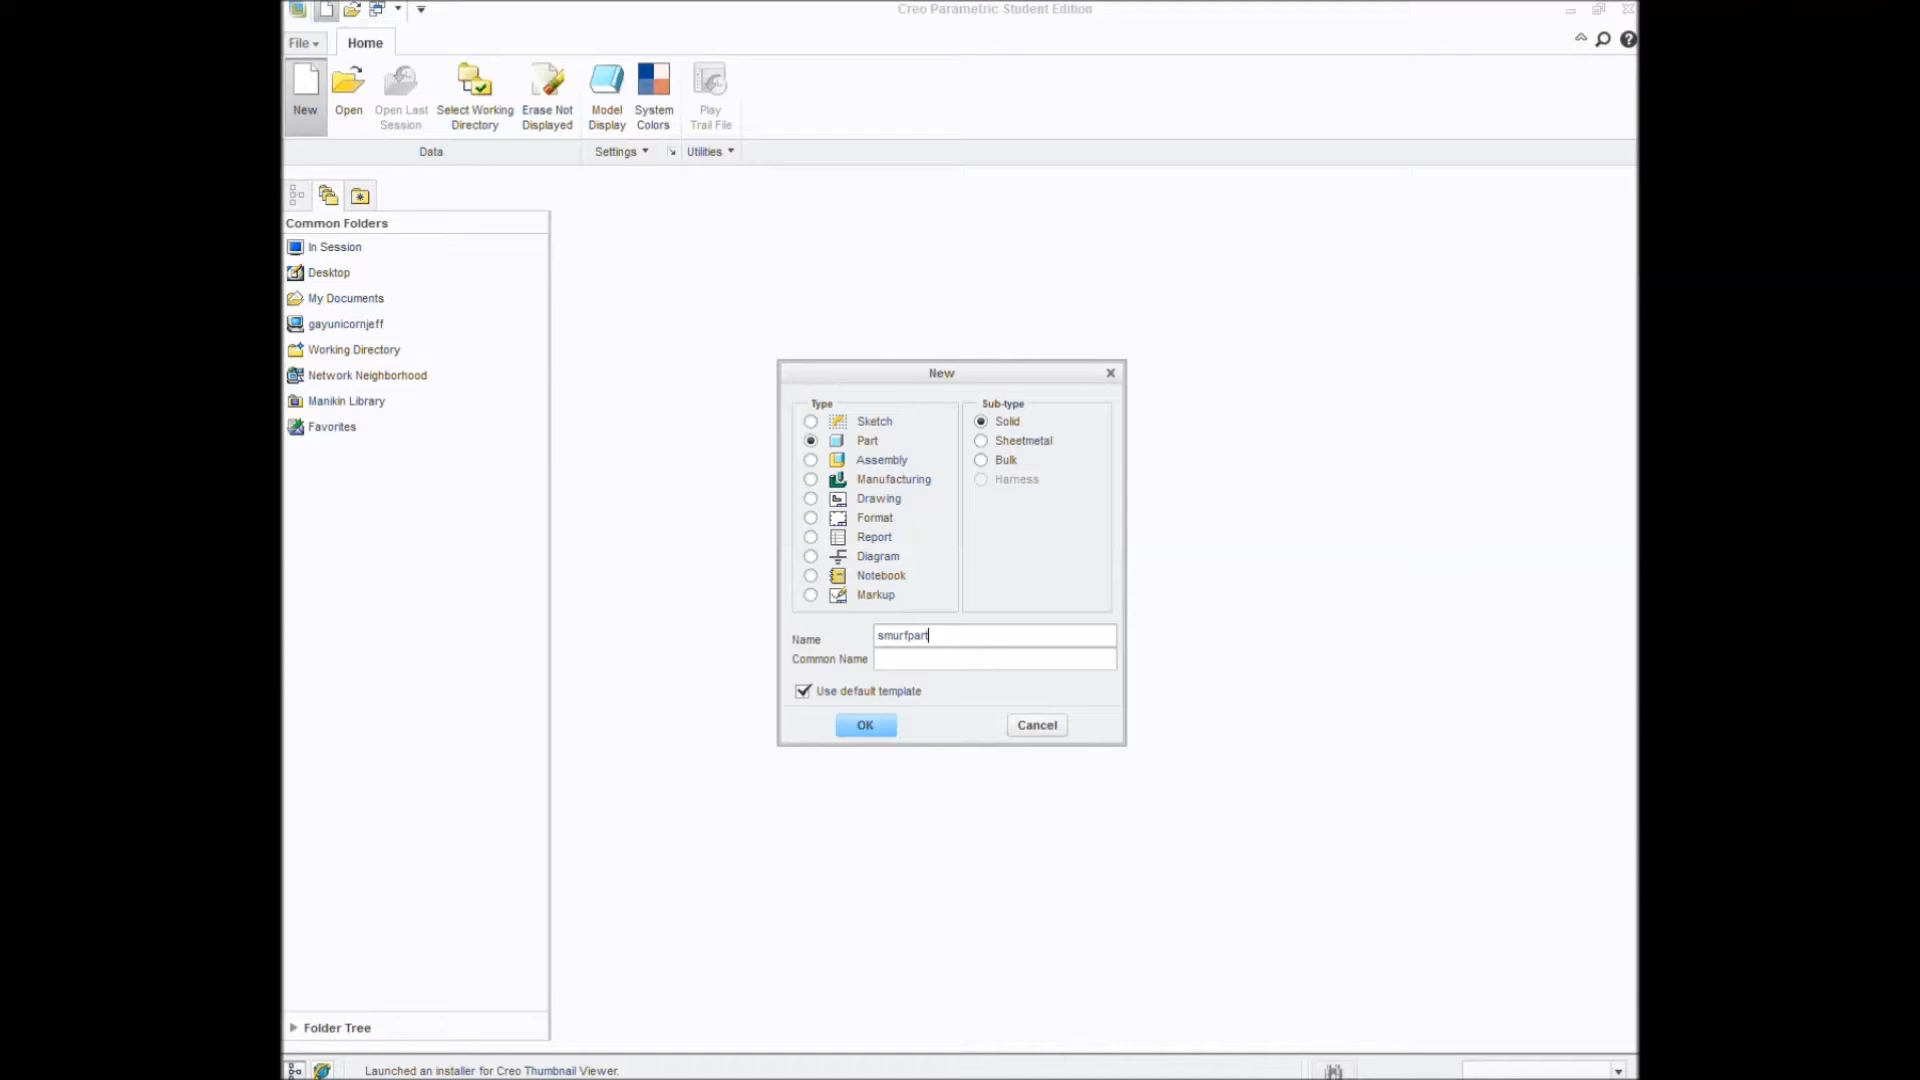 Creo Parametric Student Edition
File
Home
New
Open
Open Last Session
Select Working Directory
Erase Not Displayed
Model Display
System Colors
Play Trail File
Data
Settings
Utilities
Common Folders
In Session
Desktop
My Documents
gayunicornjeff
Working Directory
Network Neighborhood
Manikin Library
Favorites
Folder Tree
New
Type
Sketch
Part
Assembly
Manufacturing
Drawing
Format
Report
Diagram
Notebook
Markup
Sub-type
Solid
Sheetmetal
Bulk
Harness
Name smurfpart
Common Name
Use default template
OK
Cancel
Launched an installer for Creo Thumbnail Viewer.